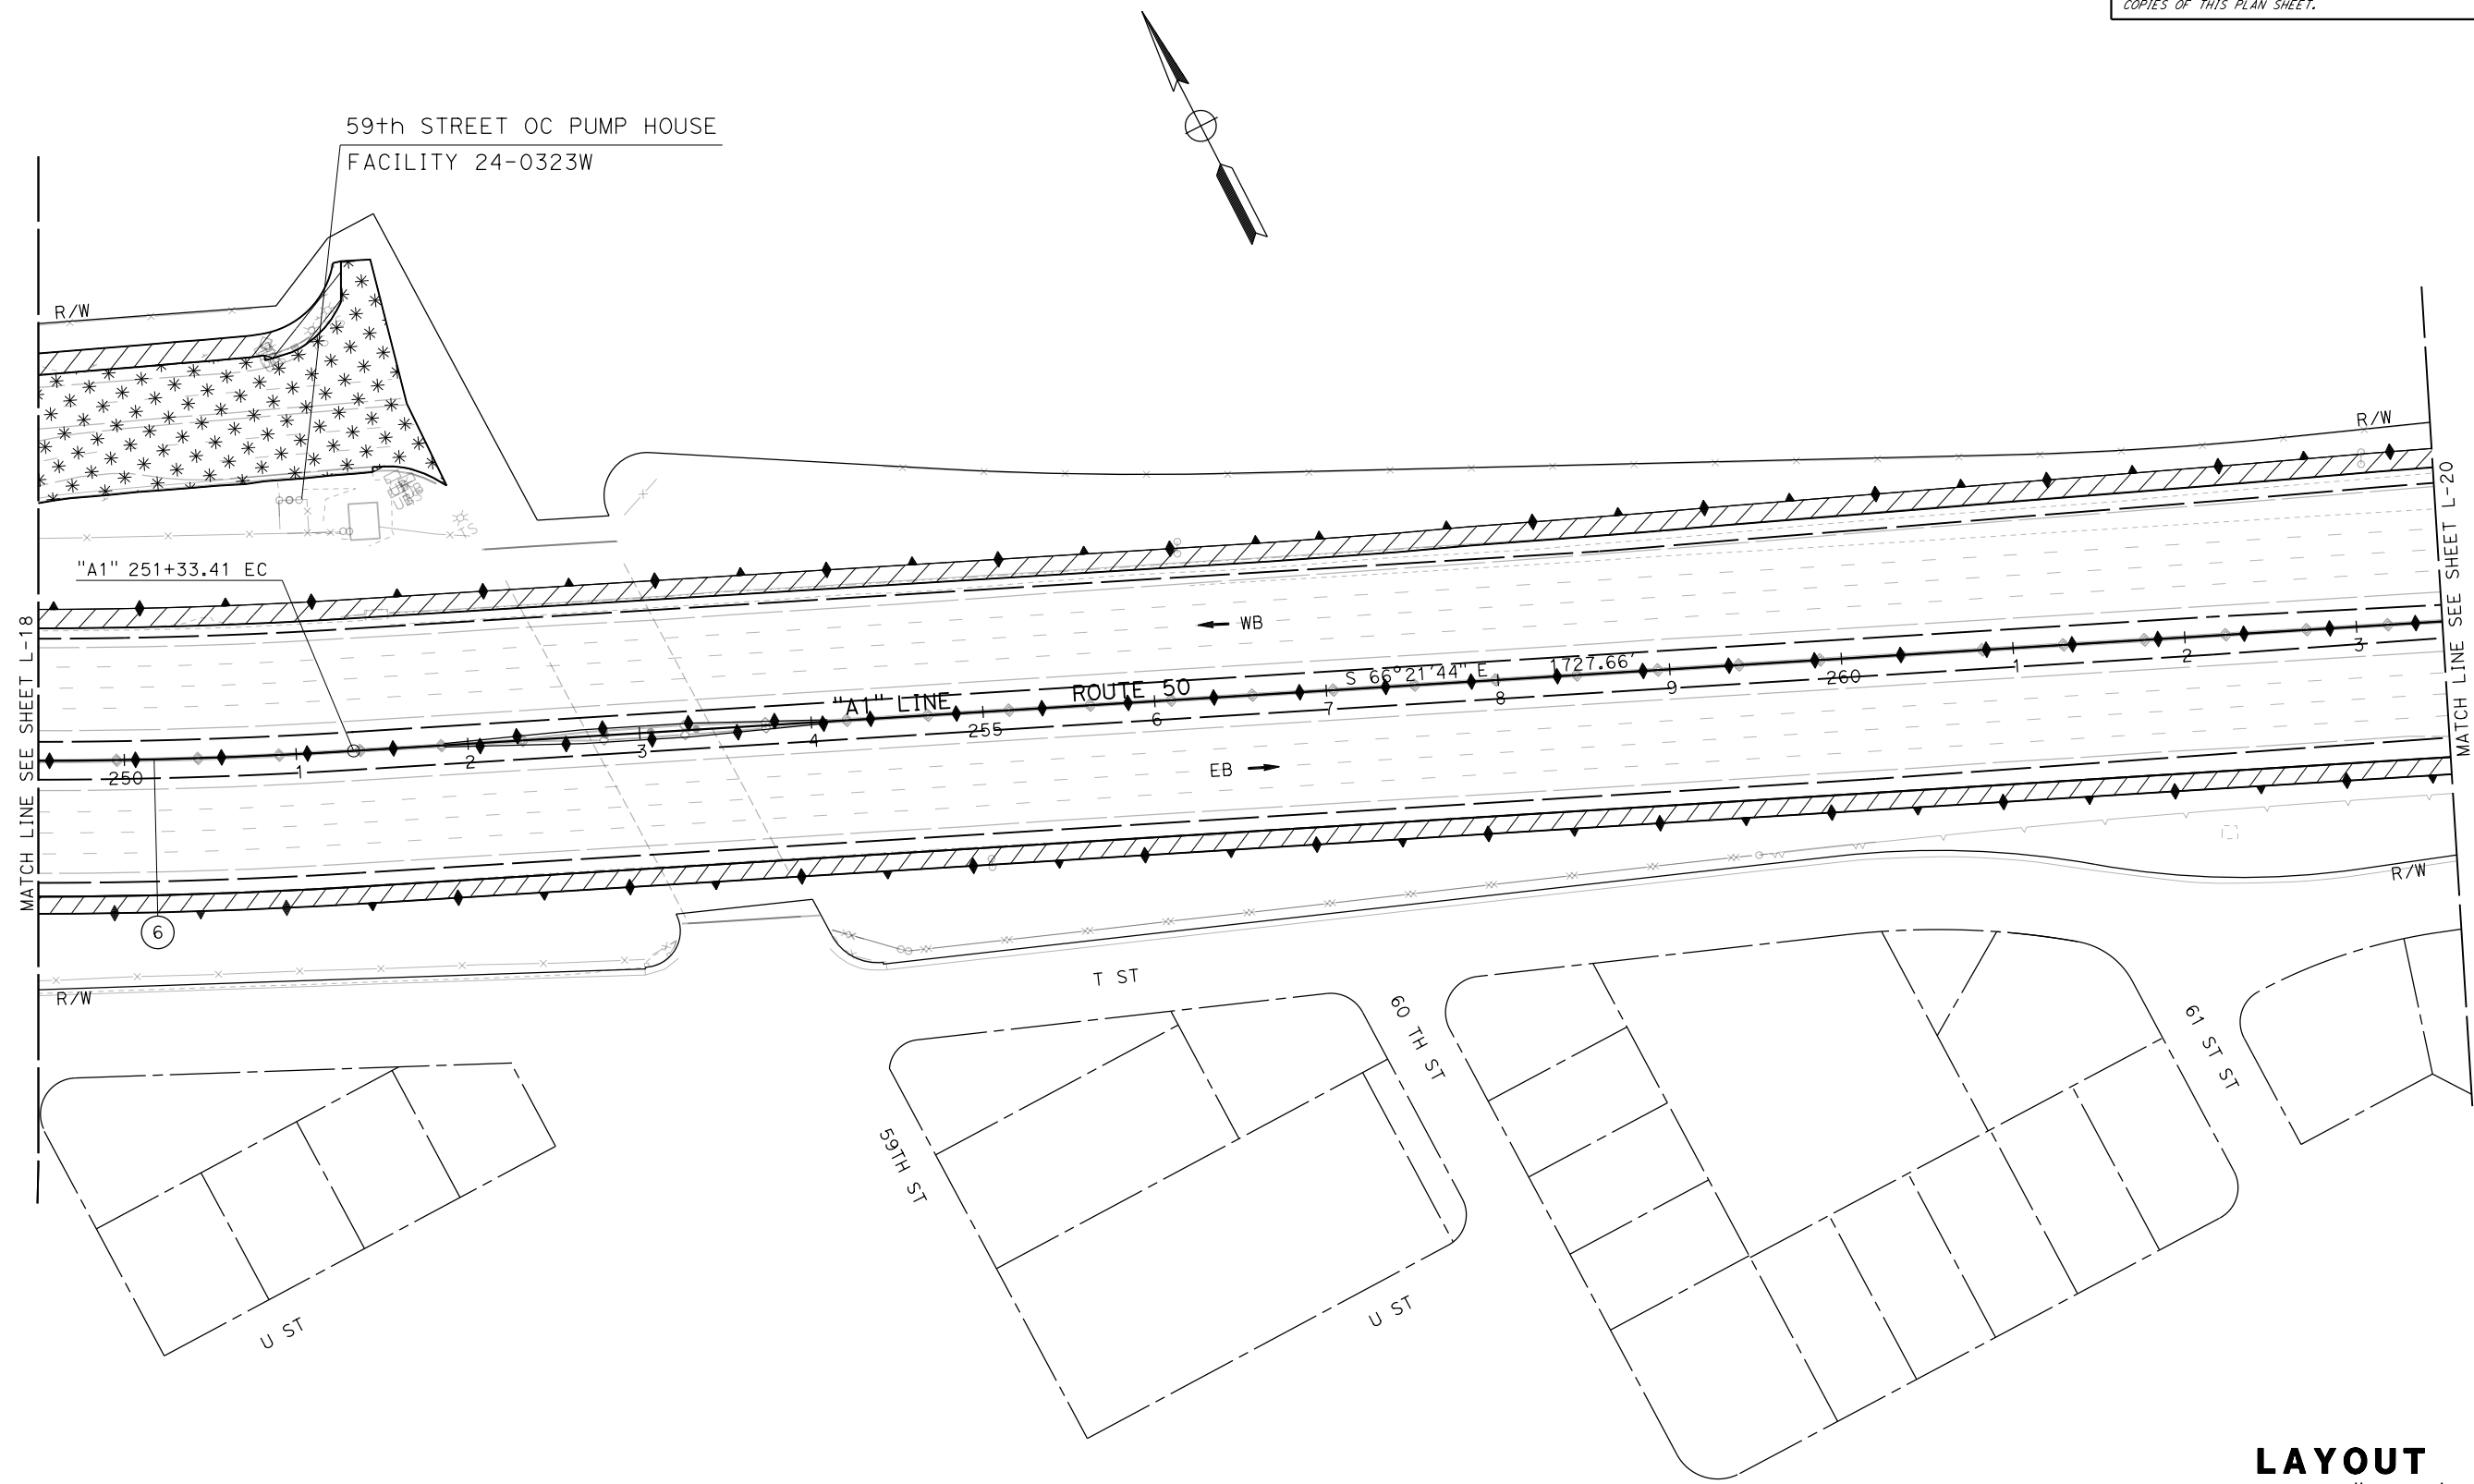 COPIES OF THIS PLAN SHEET.
59th STREET OC PUMP HOUSE
FACILITY 24-0323W
R/W
R/W
"A1" 251+33.41 EC
MATCH LINE SEE SHEET L-18
MATCH LINE SEE SHEET L-20
WB
S 66°21'44" E 1727.66'
"A1" LINE
ROUTE 50
250
1
2
3
4
255
6
7
8
9
260
1
2
3
EB
6
R/W
R/W
T ST
59TH ST
60 TH ST
61 ST ST
U ST
U ST
LAYOUT